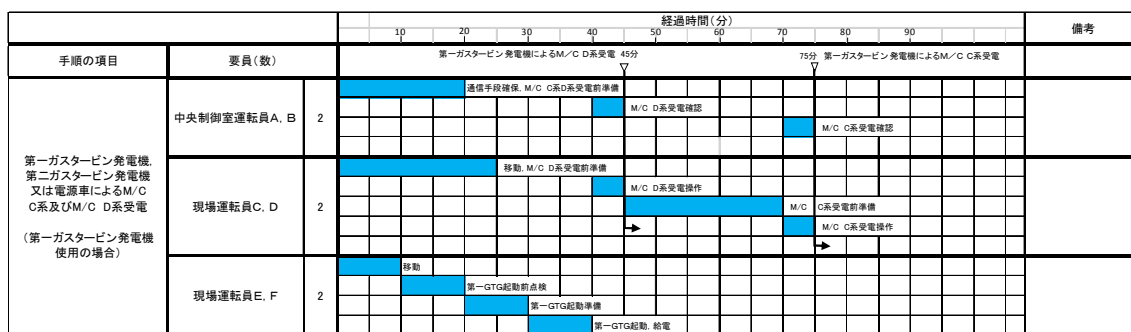 経過時間(分)
備考
10 20 30 40 50 60 70 80 90
手順の項目
要員(数)
第一ガスタービン発電機によるM/C D系受電 45分
75分 第一ガスタービン発電機によるM/C C系受電
第一ガスタービン発電機,
第二ガスタービン発電機
又は電源車によるM/C
C系及びM/C D系受電
(第一ガスタービン発電機
使用の場合)
中央制御室運転員A, B
2
通信手段確保, M/C C系D系受電前準備
M/C D系受電確認
M/C C系受電確認
現場運転員C, D
2
移動, M/C D系受電前準備
M/C D系受電操作
M/C C系受電前準備
M/C C系受電操作
現場運転員E, F
2
移動
第一GTG起動前点検
第一GTG起動準備
第一GTG起動, 給電